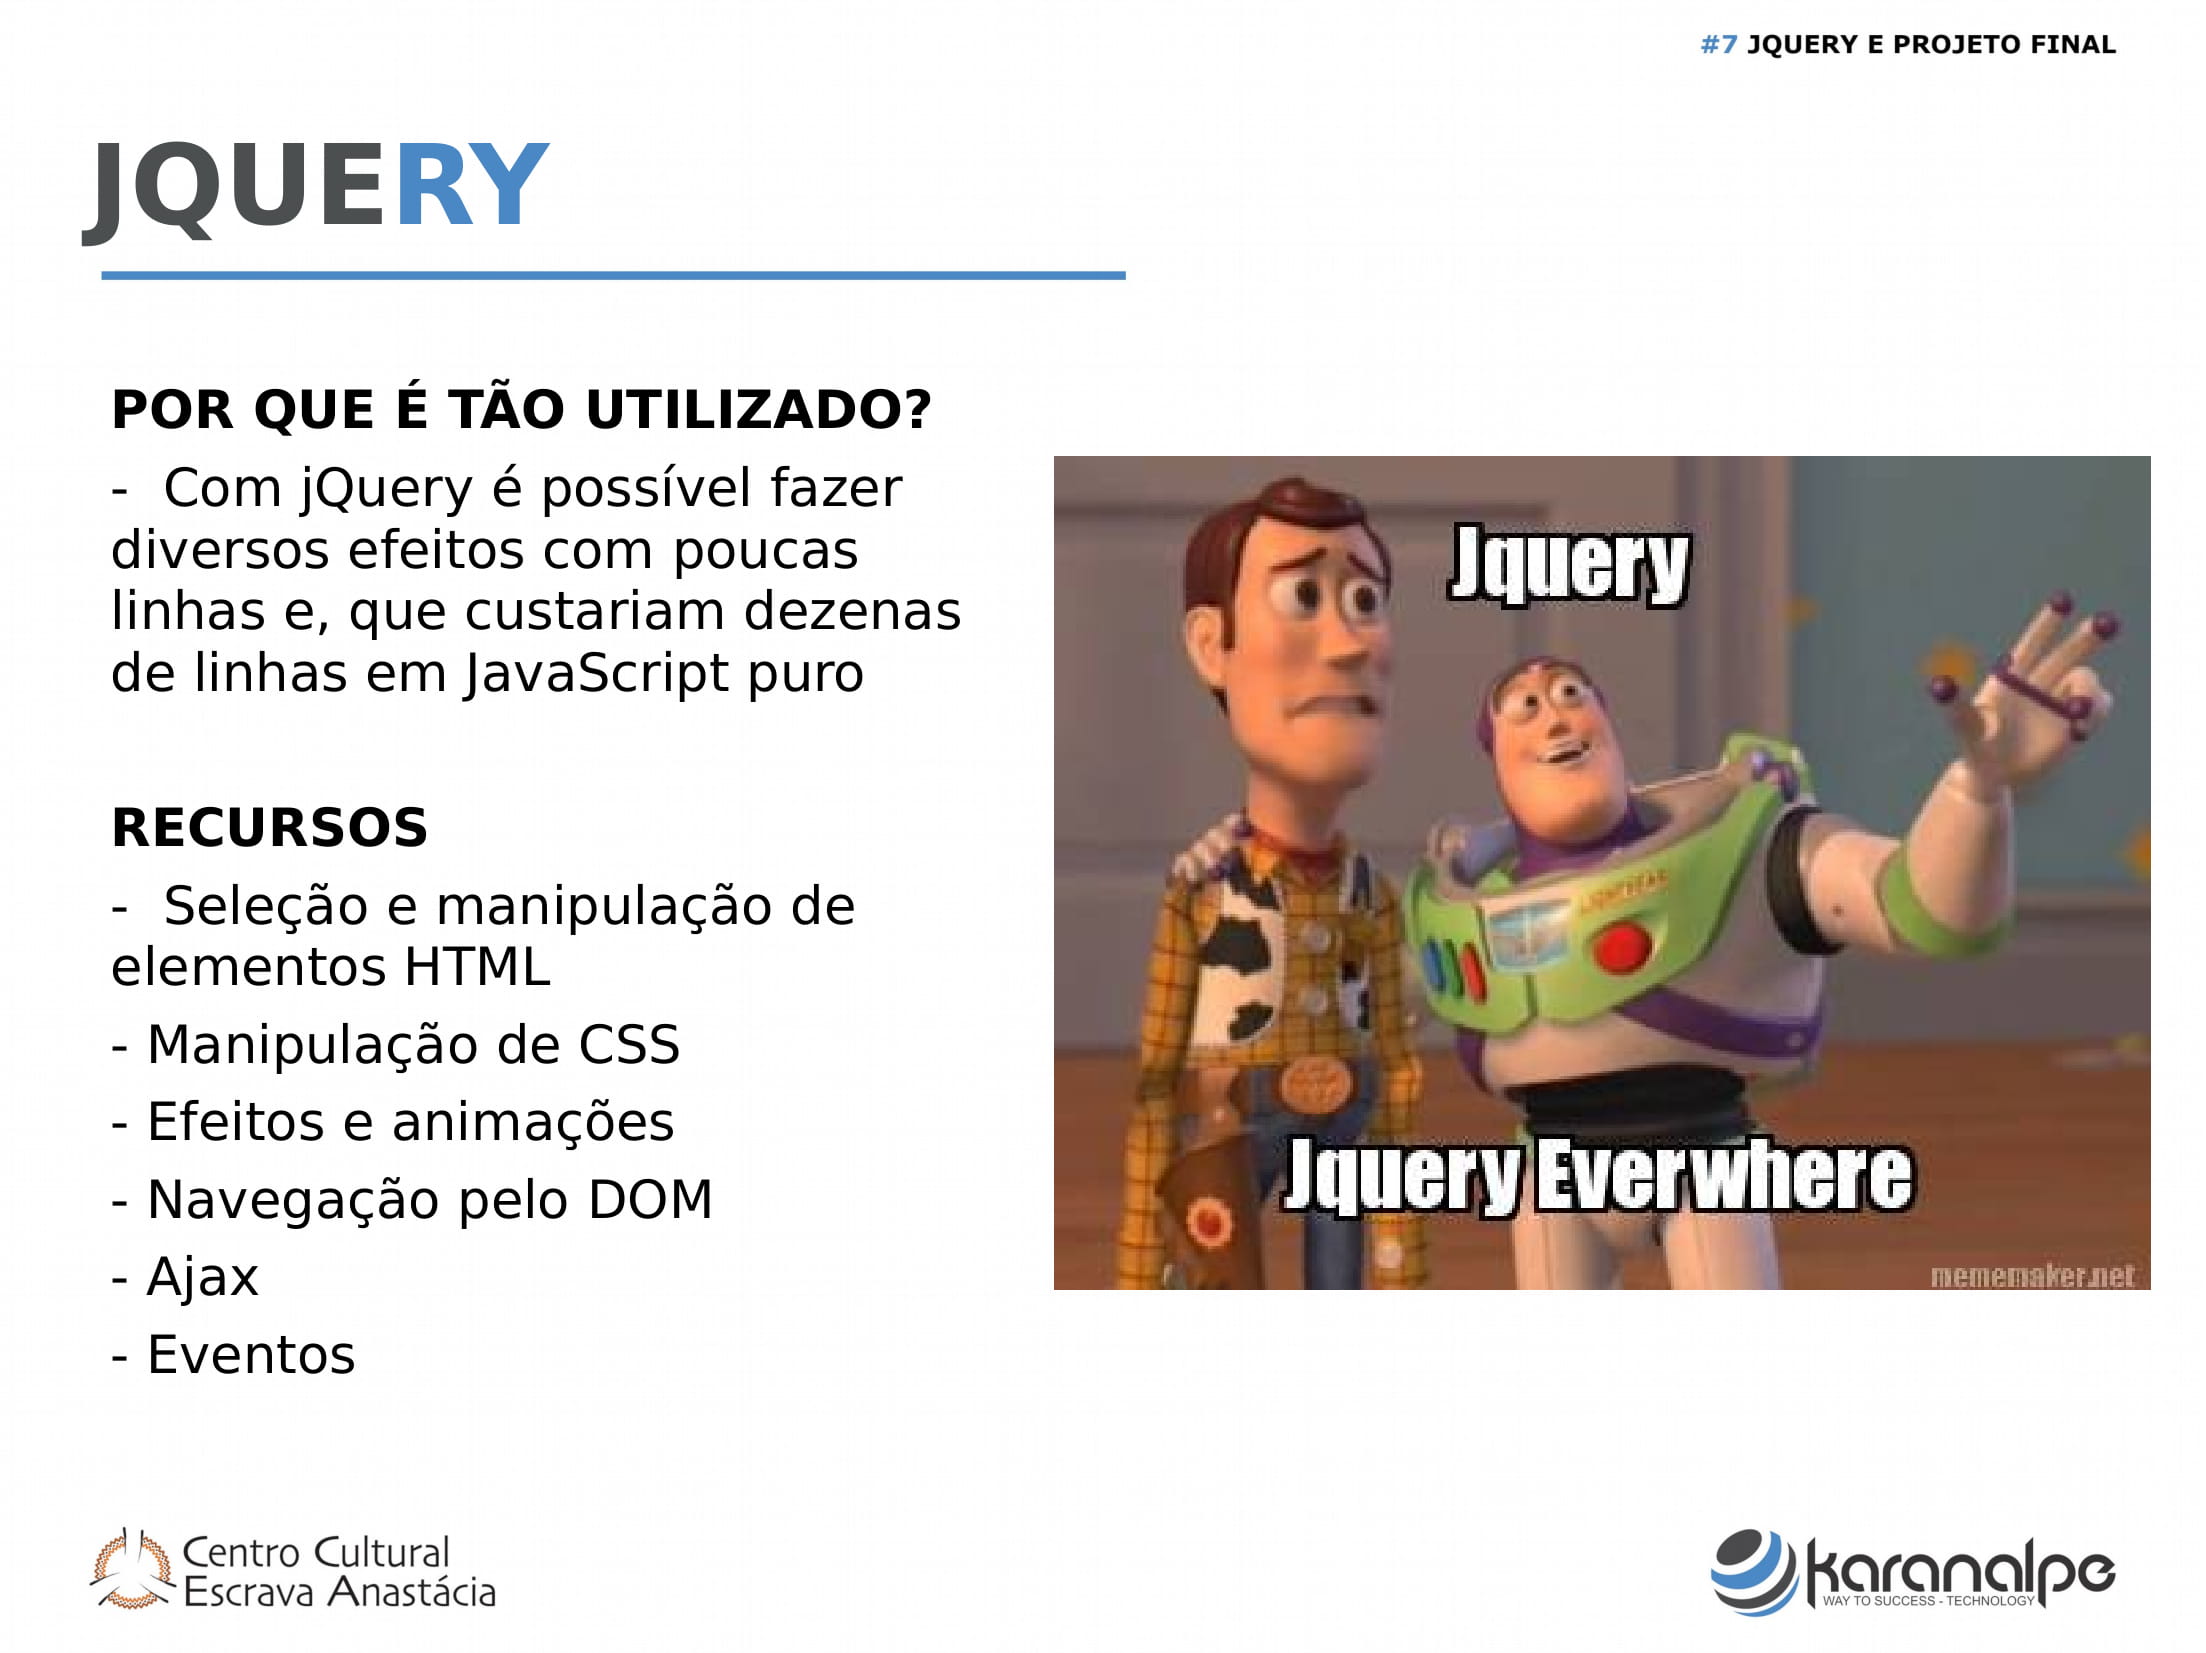 #7 JQUERY E PROJETO FINAL
JQUERY
POR QUE É TÃO UTILIZADO?
- Com jQuery é possível fazer
diversos efeitos com poucas
linhas e, que custariam dezenas
de linhas em JavaScript puro
RECURSOS
- Seleção e manipulação de
elementos HTML
- Manipulação de CSS
- Efeitos e animações
- Navegação pelo DOM
- Ajax
- Eventos
Jquery
LIGHTYEAR
Jquery Everwhere
mememaker.net
Centro Cultural
Escrava Anastácia
karanalpe
WAY TO SUCCESS - TECHNOLOGY